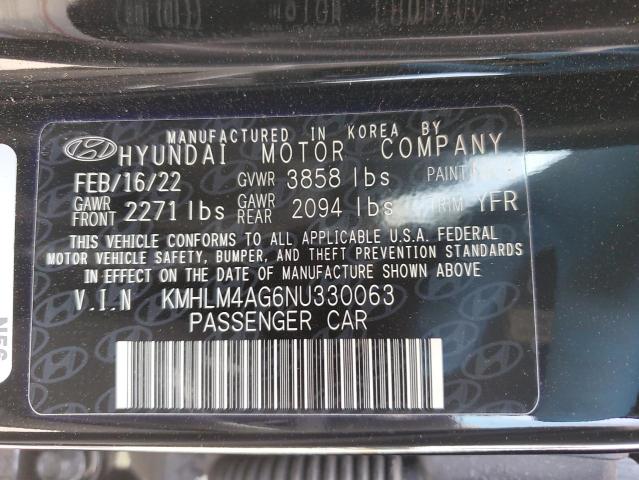 MANUFACTURED IN KOREA BY
HYUNDAI MOTOR COMPANY
FEB/16/22 GVWR 3858 lbs PAINT
GAWR FRONT 2271 lbs GAWR REAR 2094 lbs TRIM YFR
THIS VEHICLE CONFORMS TO ALL APPLICABLE U.S.A. FEDERAL
MOTOR VEHICLE SAFETY, BUMPER, AND THEFT PREVENTION STANDARDS
IN EFFECT ON THE DATE OF MANUFACTURE SHOWN ABOVE.
V.I.N KMHLM4AG6NU330063
PASSENGER CAR